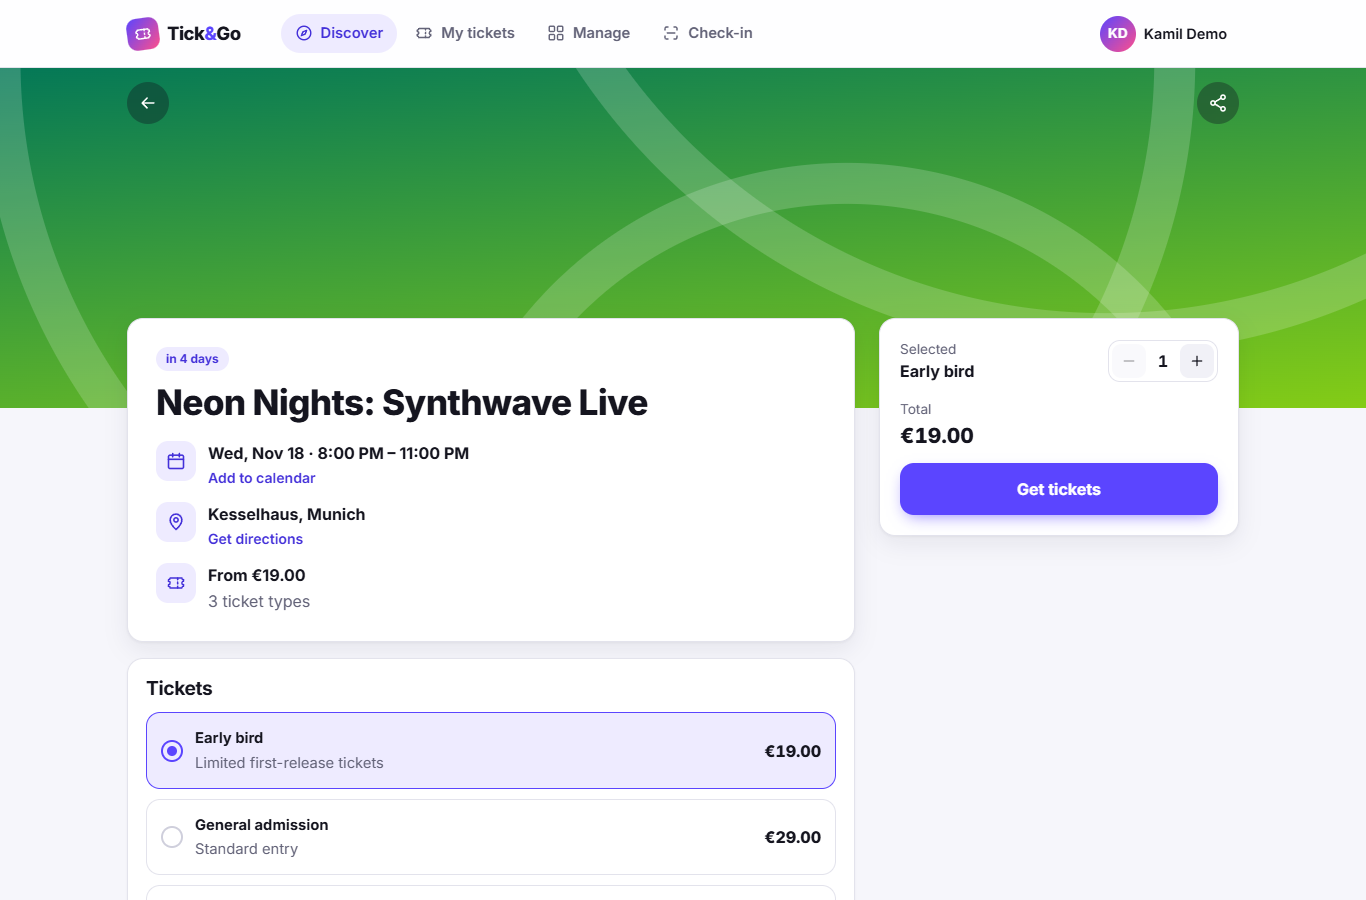 Tick&Go
Discover
My tickets
Manage
Check-in
KD
Kamil Demo
in 4 days
Neon Nights: Synthwave Live
Wed, Nov 18 · 8:00 PM – 11:00 PM
Add to calendar
Kesselhaus, Munich
Get directions
From €19.00
3 ticket types
Selected
Early bird
1
Total
€19.00
Get tickets
Tickets
Early bird
Limited first-release tickets
€19.00
General admission
Standard entry
€29.00